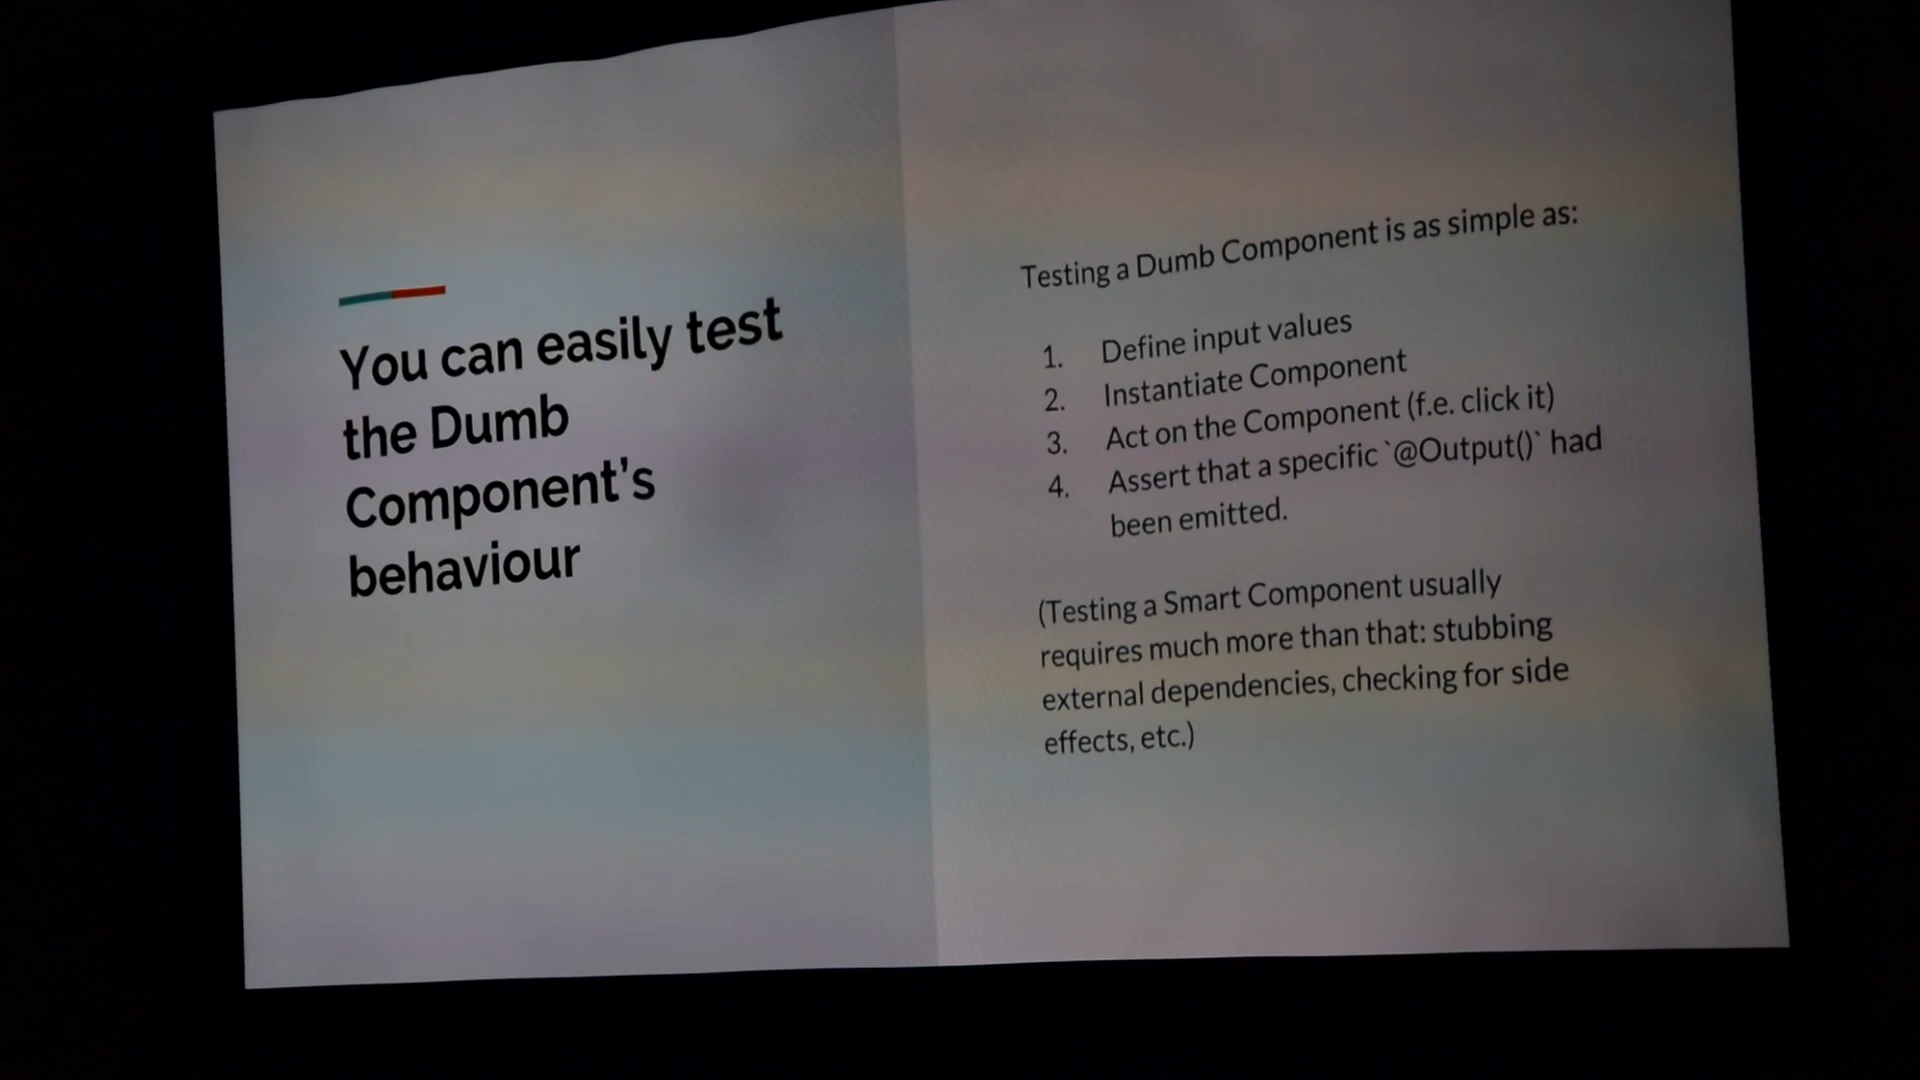 You can easily test
the Dumb
Component's
behaviour
Testing a Dumb Component is as simple as:
1. Define input values
2. Instantiate Component
3. Act on the Component (f.e. click it)
4. Assert that a specific `@Output()` had
been emitted.
(Testing a Smart Component usually
requires much more than that: stubbing
external dependencies, checking for side
effects, etc.)